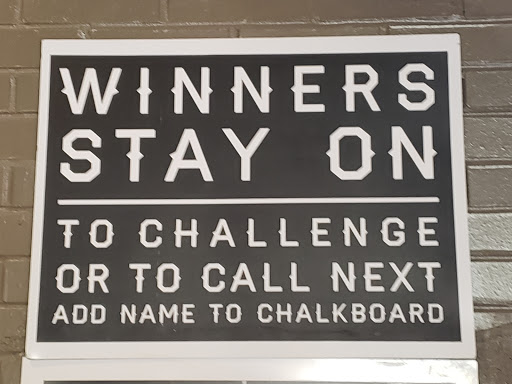 WINNERS
STAY ON
TO CHALLENGE
OR TO CALL NEXT
ADD NAME TO CHALKBOARD